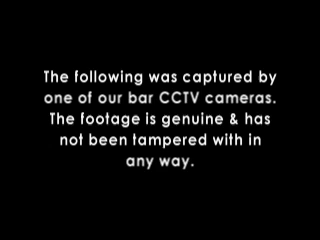 The following was captured by
one of our bar CCTV cameras.
The footage is genuine & has
not been tampered with in
any way.